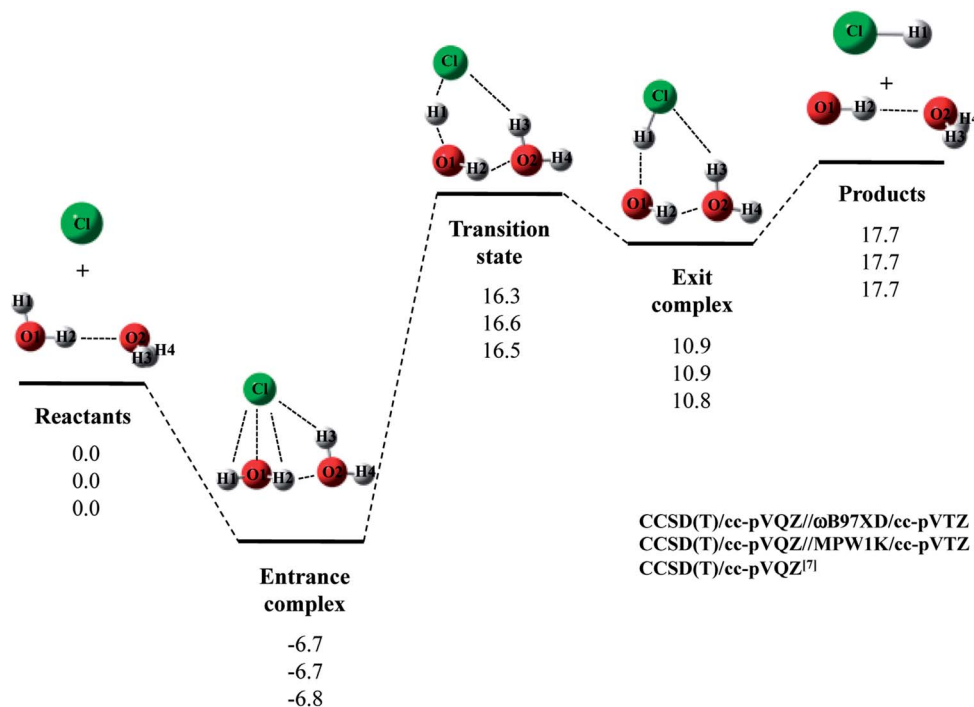 Cl
+
H1
O1 H2 O2 H3 H4
Reactants
0.0
0.0
0.0
Cl
H3
H1 O1 H2 O2 H4
Entrance
complex
-6.7
-6.7
-6.8
Cl
H1
H3
O1 H2 O2 H4
Transition
state
16.3
16.6
16.5
Cl
H1
H3
O1 H2 O2 H4
Exit
complex
10.9
10.9
10.8
Cl H1
+
O1 H2 O2 H4
H3
Products
17.7
17.7
17.7
CCSD(T)/cc-pVQZ//ωB97XD/cc-pVTZ
CCSD(T)/cc-pVQZ//MPW1K/cc-pVTZ
CCSD(T)/cc-pVQZ[7]